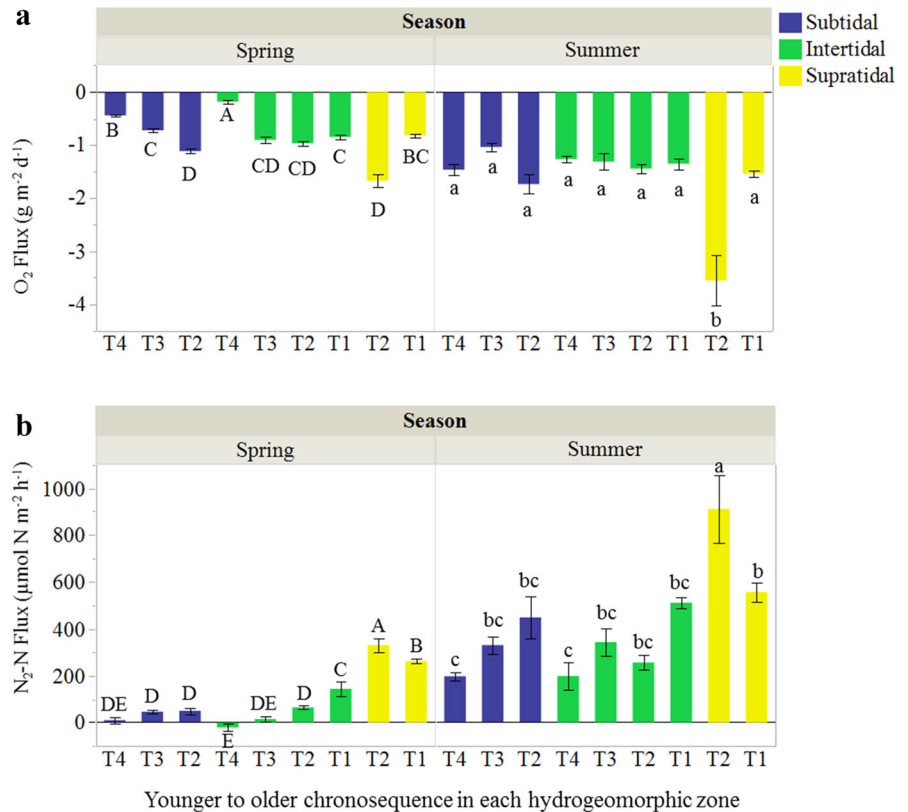 a
Season
Spring Summer
Subtidal
Intertidal
Supratidal
O₂ Flux (g m⁻² d⁻¹)
0
-1
-2
-3
-4
B C D A CD CD C D BC a a a a a a a b a
T4 T3 T2 T4 T3 T2 T1 T2 T1 T4 T3 T2 T4 T3 T2 T1 T2 T1
b
Season
Spring Summer
N₂-N Flux (µmol N m⁻² h⁻¹)
1000
800
600
400
200
0
DE D D E DE D C A B c bc bc c bc bc bc a b
T4 T3 T2 T4 T3 T2 T1 T2 T1 T4 T3 T2 T4 T3 T2 T1 T2 T1
Younger to older chronosequence in each hydrogeomorphic zone